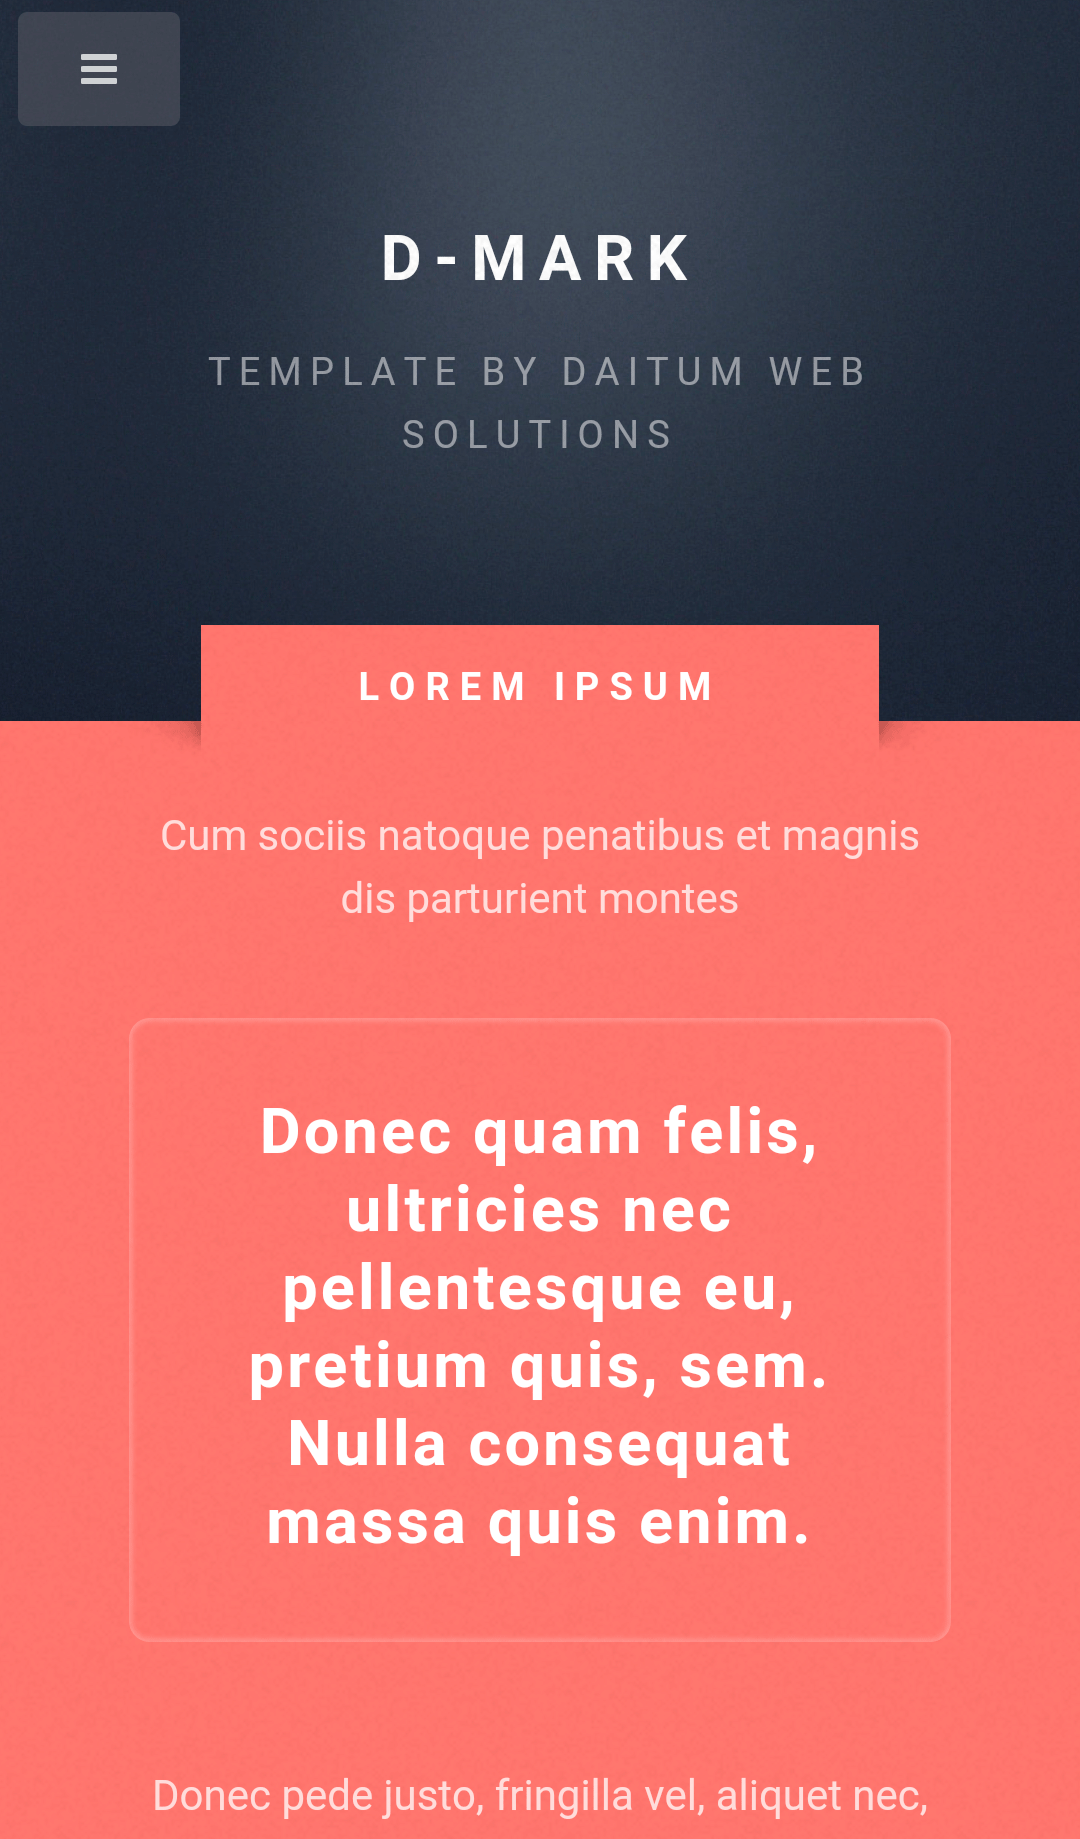 D-MARK
TEMPLATE BY DAITUM WEB
SOLUTIONS
LOREM IPSUM
Cum sociis natoque penatibus et magnis
dis parturient montes
Donec quam felis,
ultricies nec
pellentesque eu,
pretium quis, sem.
Nulla consequat
massa quis enim.
Donec pede justo, fringilla vel, aliquet nec,